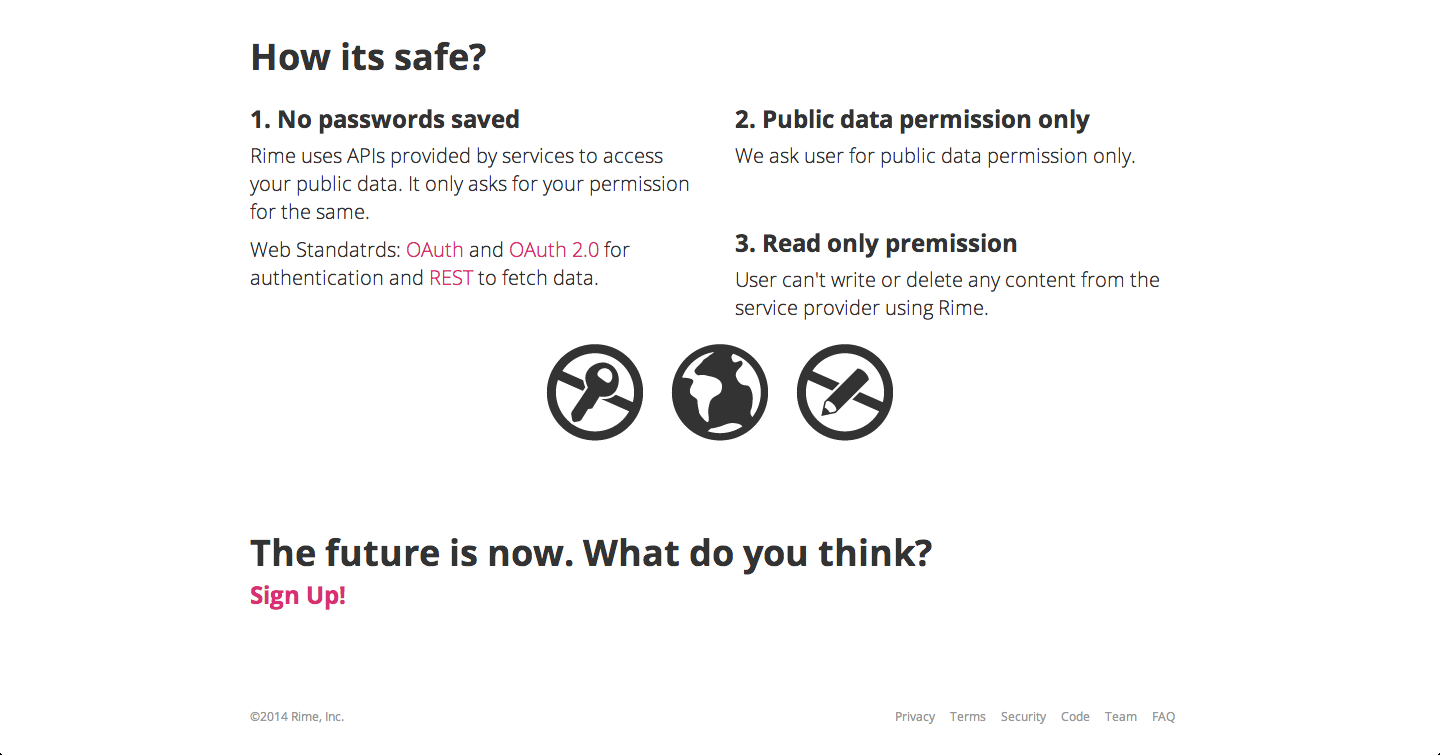 How its safe?
1. No passwords saved
Rime uses APIs provided by services to access
your public data. It only asks for your permission
for the same.
Web Standatrds: OAuth and OAuth 2.0 for
authentication and REST to fetch data.
2. Public data permission only
We ask user for public data permission only.
3. Read only premission
User can't write or delete any content from the
service provider using Rime.
The future is now. What do you think?
Sign Up!
©2014 Rime, Inc.
Privacy Terms Security Code Team FAQ